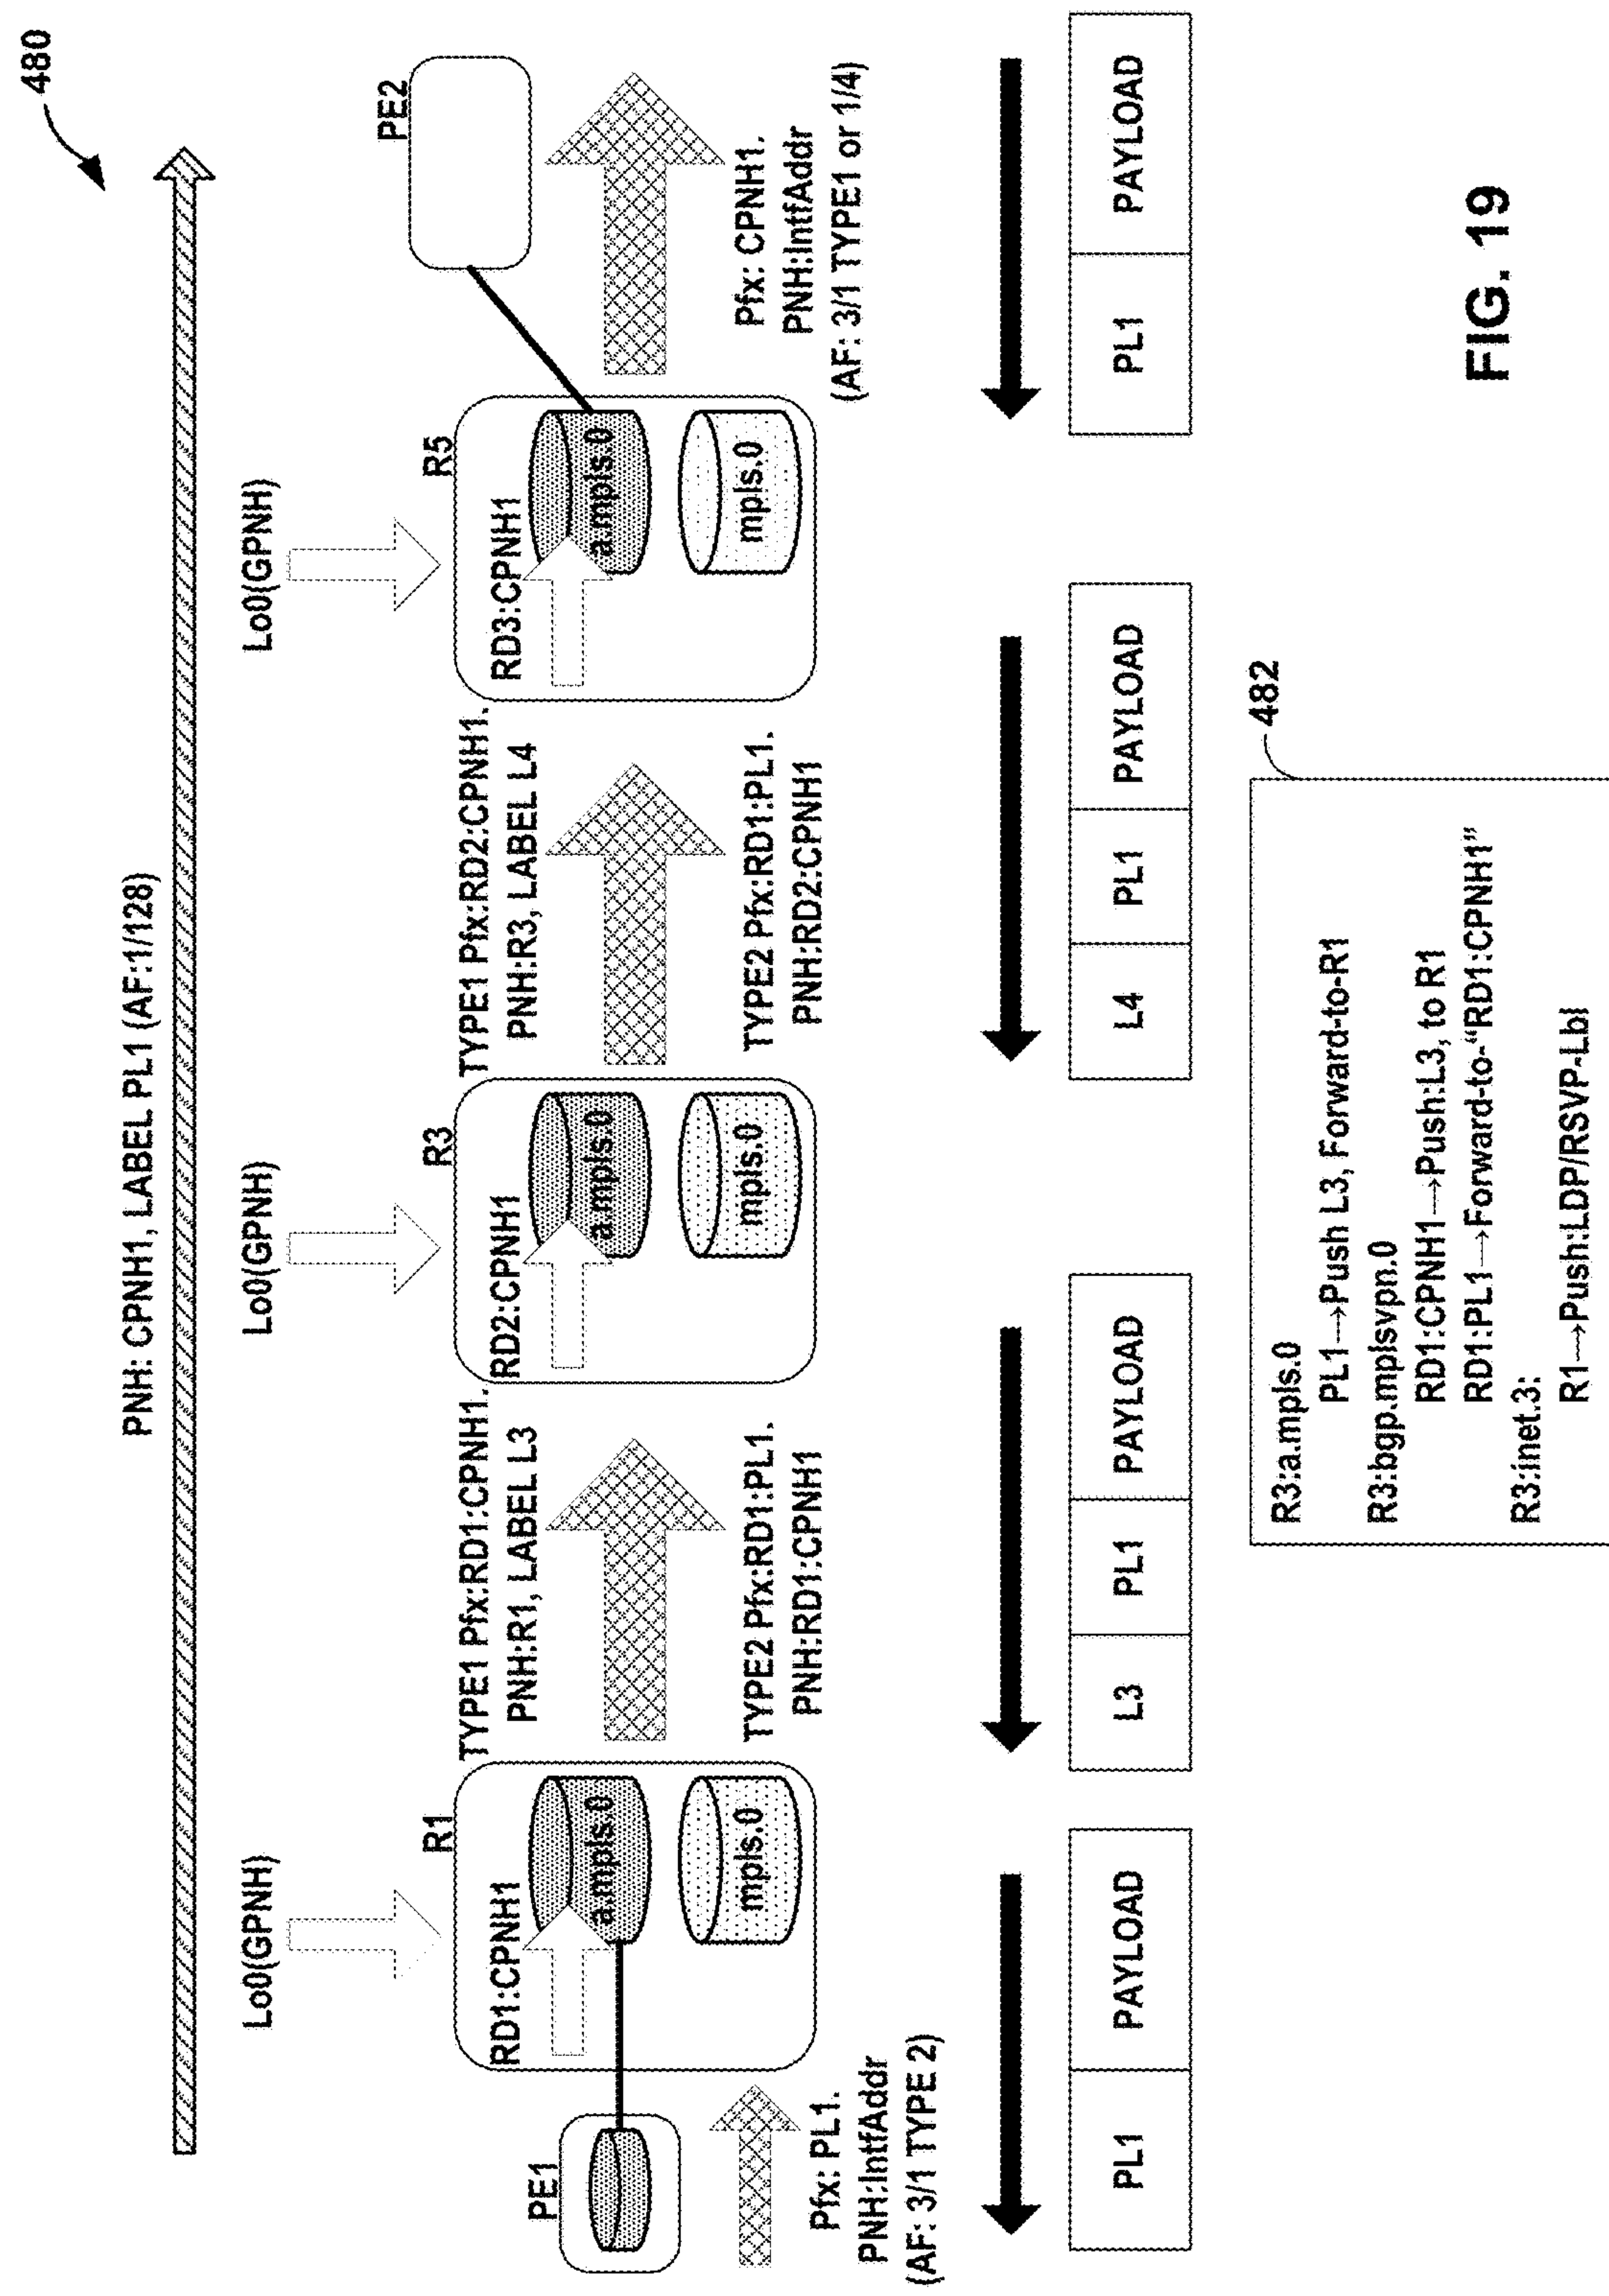 480
PNH: CPNH1, LABEL PL1 (AF:1/128)
Lo0(GPNH)
Lo0(GPNH)
Lo0(GPNH)
PE1
R1
RD1:CPNH1
a.mpls.0
mpls.0
Pfx: PL1.
PNH:IntfAddr
(AF: 3/1 TYPE 2)
TYPE1 Pfx:RD1:CPNH1.
PNH:R1, LABEL L3
TYPE2 Pfx:RD1:PL1.
PNH:RD1:CPNH1
R3
RD2:CPNH1
a.mpls.0
mpls.0
TYPE1 Pfx:RD2:CPNH1.
PNH:R3, LABEL L4
TYPE2 Pfx:RD1:PL1.
PNH:RD2:CPNH1
R5
RD3:CPNH1
a.mpls.0
mpls.0
PE2
Pfx: CPNH1.
PNH:IntfAddr
(AF: 3/1 TYPE1 or 1/4)
PL1 PAYLOAD
L3 PL1 PAYLOAD
L4 PL1 PAYLOAD
PL1 PAYLOAD
482
R3:a.mpls.0
PL1→Push L3, Forward-to-R1
R3:bgp.mplsvpn.0
RD1:CPNH1→Push:L3, to R1
RD1:PL1→Forward-to-“RD1:CPNH1”
R3:inet.3:
R1→Push:LDP/RSVP-Lbl
FIG. 19